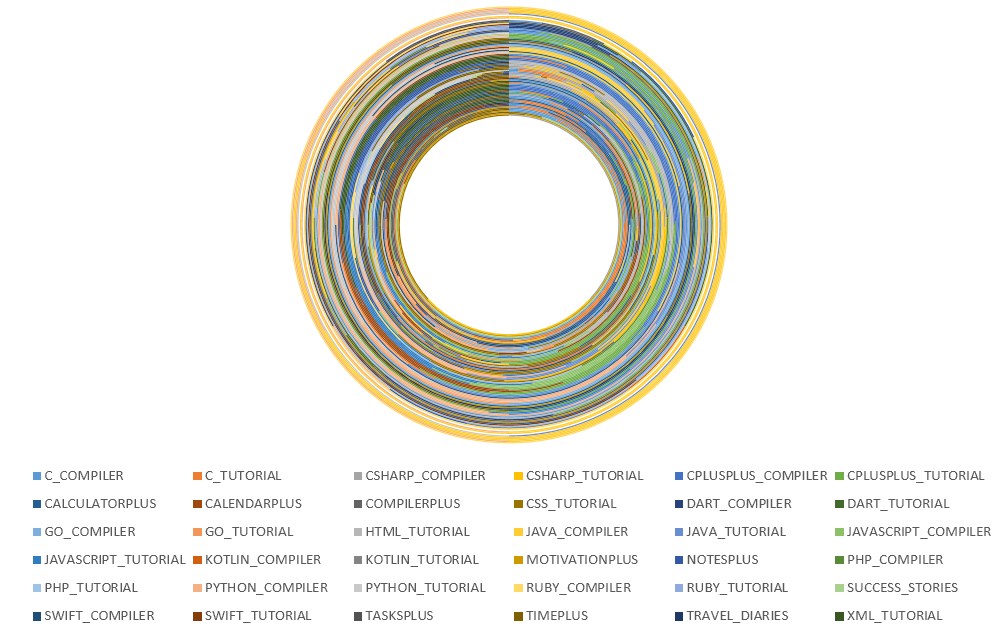 C_COMPILER C_TUTORIAL CSHARP_COMPILER CSHARP_TUTORIAL CPLUSPLUS_COMPILER CPLUSPLUS_TUTORIAL
CALCULATORPLUS CALENDARPLUS COMPILERPLUS CSS_TUTORIAL DART_COMPILER DART_TUTORIAL
GO_COMPILER GO_TUTORIAL HTML_TUTORIAL JAVA_COMPILER JAVA_TUTORIAL JAVASCRIPT_COMPILER
JAVASCRIPT_TUTORIAL KOTLIN_COMPILER KOTLIN_TUTORIAL MOTIVATIONPLUS NOTESPLUS PHP_COMPILER
PHP_TUTORIAL PYTHON_COMPILER PYTHON_TUTORIAL RUBY_COMPILER RUBY_TUTORIAL SUCCESS_STORIES
SWIFT_COMPILER SWIFT_TUTORIAL TASKSPLUS TIMEPLUS TRAVEL_DIARIES XML_TUTORIAL